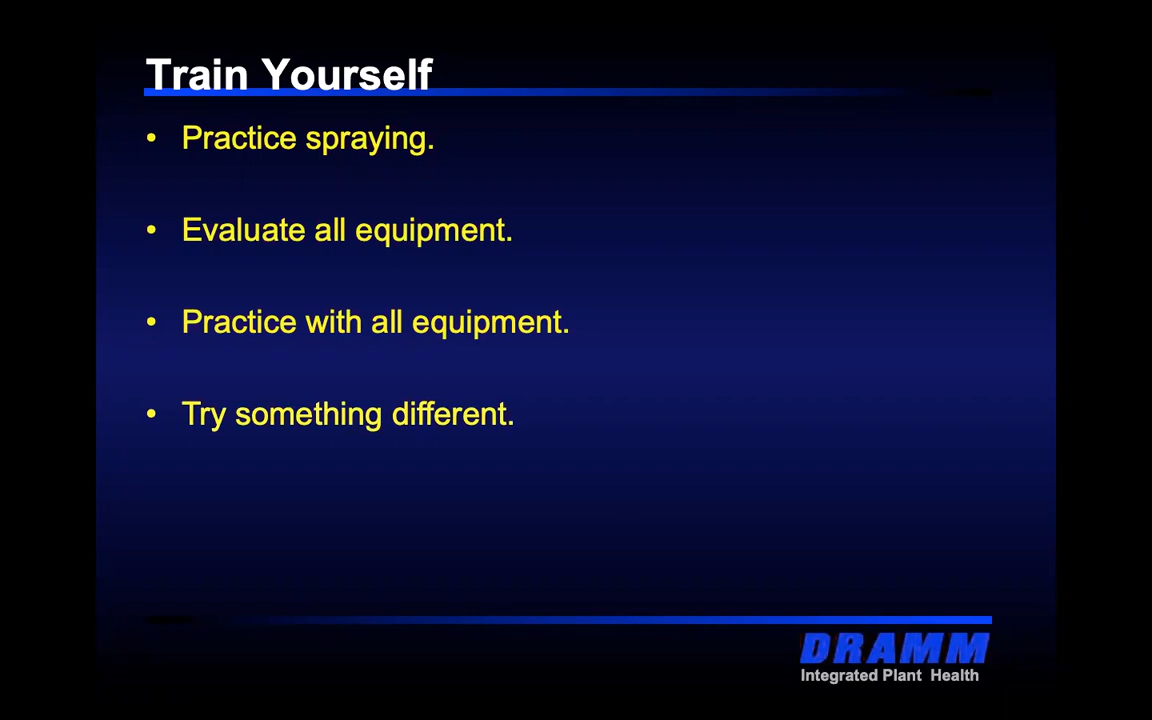 Train Yourself
• Practice spraying.
• Evaluate all equipment.
• Practice with all equipment.
• Try something different.
DRAMM
Integrated Plant Health